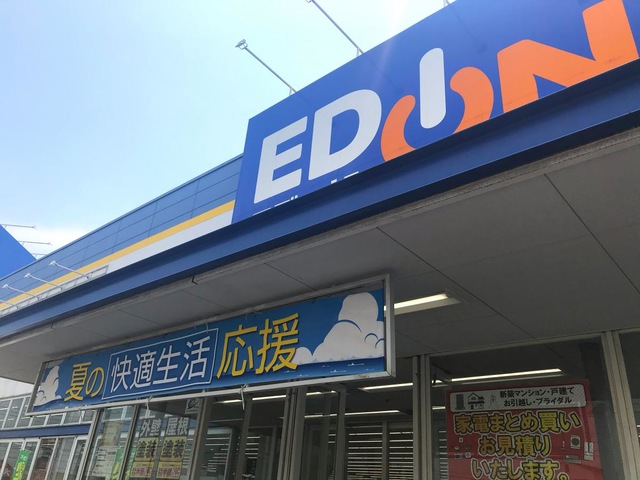 EDION
夏の快適生活応援
外壁 屋根
塗装 塗装
新築マンション・戸建て
お引越し・ブライダル
家電まとめ買い
お見積り
いたします。